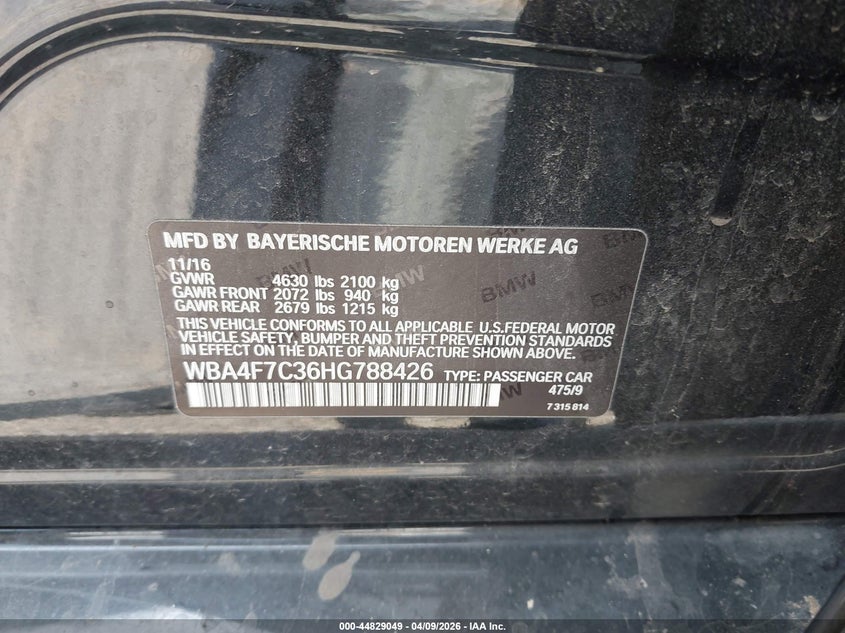 MFD BY BAYERISCHE MOTOREN WERKE AG
11/16
GVWR 4630 lbs 2100 kg
GAWR FRONT 2072 lbs 940 kg
GAWR REAR 2679 lbs 1215 kg
THIS VEHICLE CONFORMS TO ALL APPLICABLE U.S.FEDERAL MOTOR
VEHICLE SAFETY, BUMPER AND THEFT PREVENTION STANDARDS
IN EFFECT ON THE DATE OF MANUFACTURE SHOWN ABOVE.
WBA4F7C36HG788426 TYPE: PASSENGER CAR
475/9
7 315 814
BMW
BMW
BMW
000-44829049 - 04/09/2026 - IAA Inc.